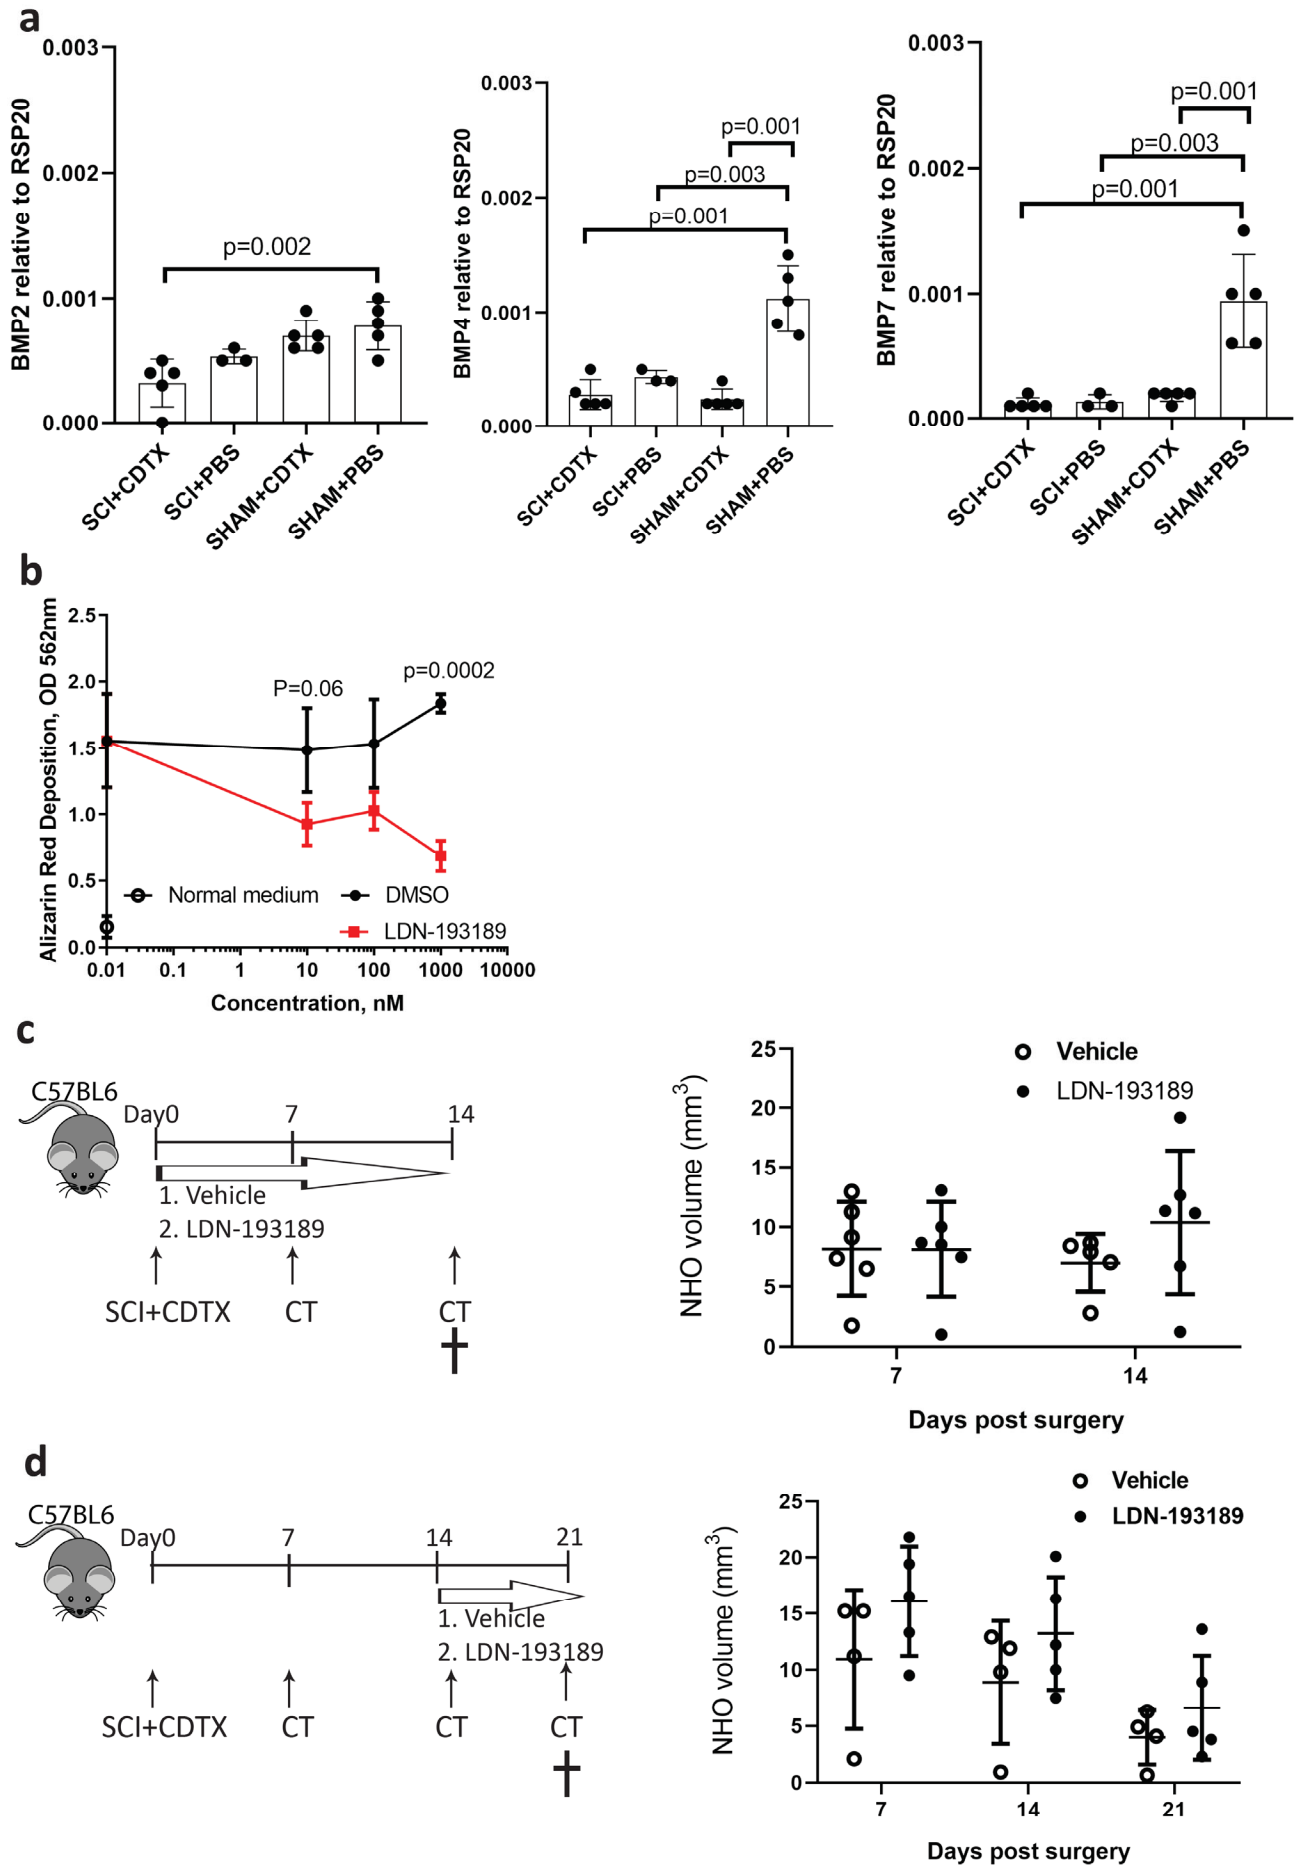 a
BMP2 relative to RSP20
0.003
0.002
0.001
0.000
p=0.002
SCI+CDTX
SCI+PBS
SHAM+CDTX
SHAM+PBS
BMP4 relative to RSP20
0.003
0.002
0.001
0.000
p=0.001
p=0.003
p=0.001
SCI+CDTX
SCI+PBS
SHAM+CDTX
SHAM+PBS
BMP7 relative to RSP20
0.003
0.002
0.001
0.000
p=0.001
p=0.003
p=0.001
SCI+CDTX
SCI+PBS
SHAM+CDTX
SHAM+PBS
b
Alizarin Red Deposition, OD 562nm
2.5
2.0
1.5
1.0
0.5
0.0
P=0.06
p=0.0002
Normal medium
DMSO
LDN-193189
0.01 0.1 1 10 100 1000 10000
Concentration, nM
c
C57BL6
Day0 7 14
1. Vehicle
2. LDN-193189
SCI+CDTX CT CT
NHO volume (mm³)
25
20
15
10
5
0
Vehicle
LDN-193189
7 14
Days post surgery
d
C57BL6
Day0 7 14 21
1. Vehicle
2. LDN-193189
SCI+CDTX CT CT CT
NHO volume (mm³)
25
20
15
10
5
0
Vehicle
LDN-193189
7 14 21
Days post surgery